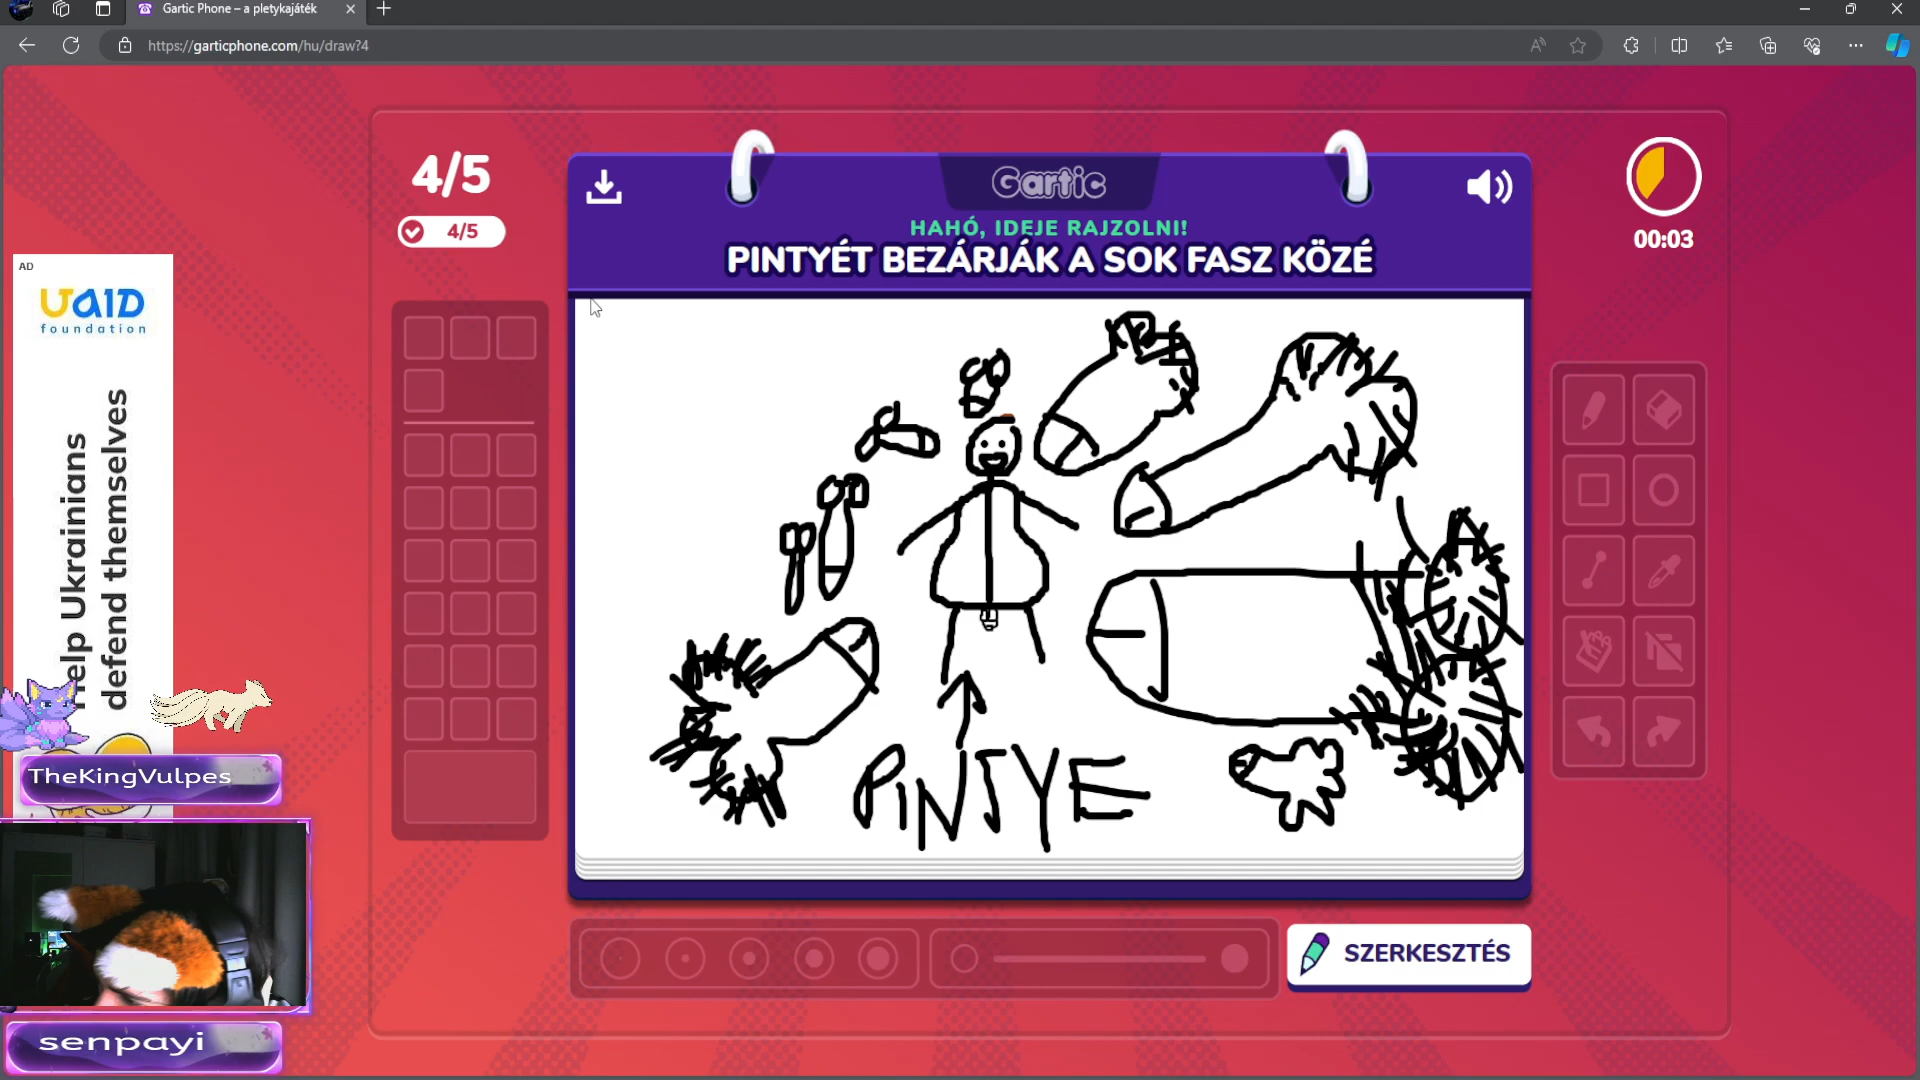 Gartic Phone – a pletykajáték
https://garticphone.com/hu/draw?4
4/5
4/5
Gartic
HAHÓ, IDEJE RAJZOLNI!
PINTYÉT BEZÁRJÁK A SOK FASZ KÖZÉ
00:03
AD
UAID
foundation
Help Ukrainians
defend themselves
PINTYE
TheKingVulpes
SZERKESZTÉS
senpayi